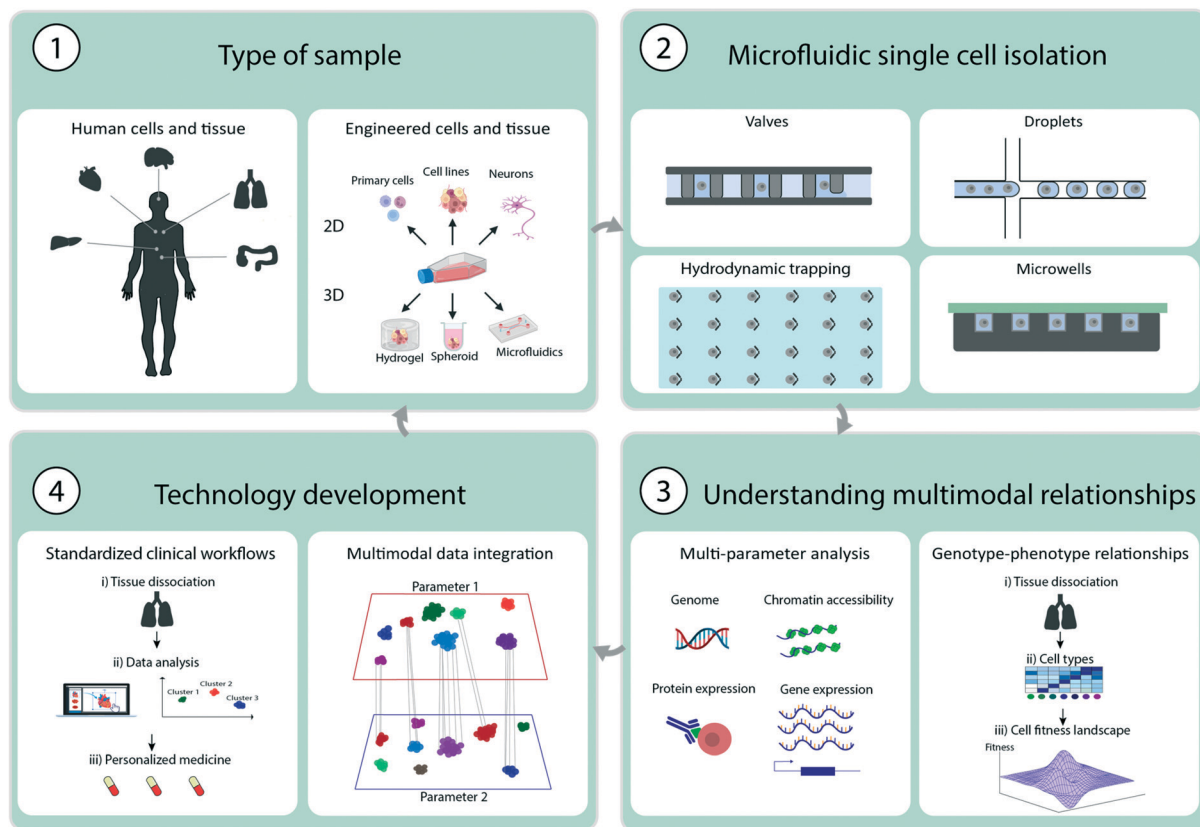 1
Type of sample
Human cells and tissue
Engineered cells and tissue
Primary cells
Cell lines
Neurons
2D
3D
Hydrogel
Spheroid
Microfluidics
2
Microfluidic single cell isolation
Valves
Droplets
Hydrodynamic trapping
Microwells
4
Technology development
Standardized clinical workflows
i) Tissue dissociation
ii) Data analysis
Cluster 1
Cluster 2
Cluster 3
iii) Personalized medicine
Multimodal data integration
Parameter 1
Parameter 2
3
Understanding multimodal relationships
Multi-parameter analysis
Genome
Chromatin accessibility
Protein expression
Gene expression
Genotype-phenotype relationships
i) Tissue dissociation
ii) Cell types
iii) Cell fitness landscape
Fitness